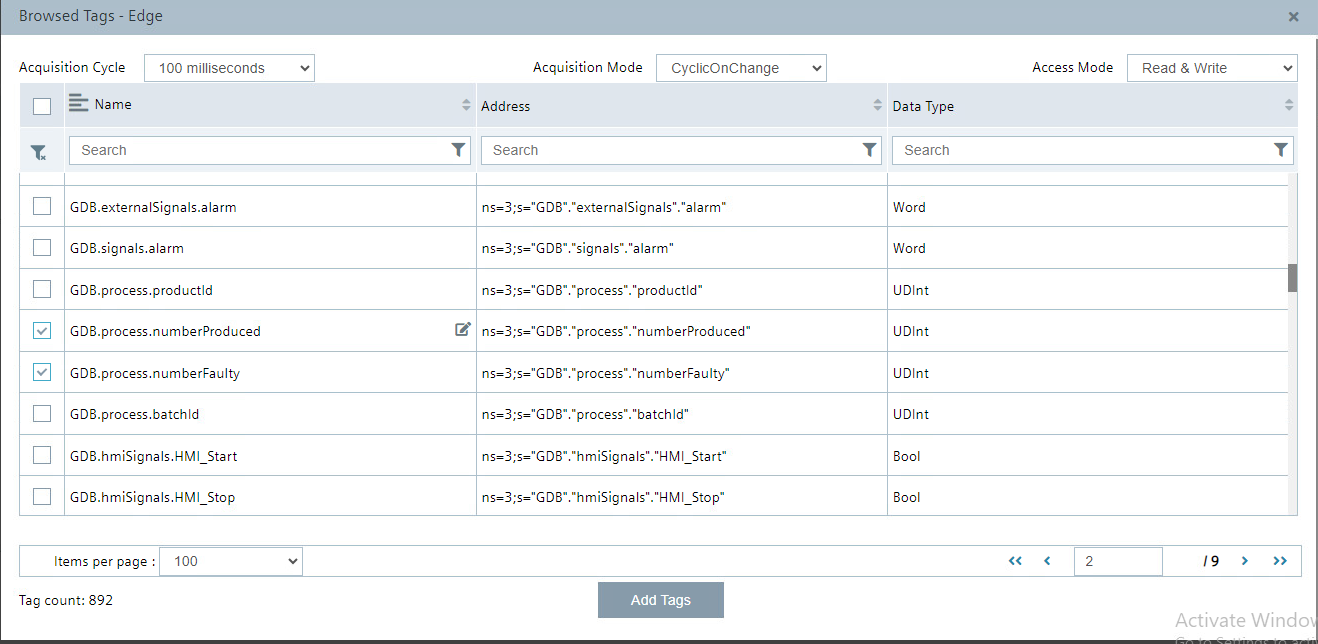 Browsed Tags - Edge
Acquisition Cycle 100 milliseconds Acquisition Mode CyclicOnChange Access Mode Read & Write
Name Address Data Type
Search Search Search
GDB.externalSignals.alarm ns=3;s="GDB"."externalSignals"."alarm" Word
GDB.signals.alarm ns=3;s="GDB"."signals"."alarm" Word
GDB.process.productId ns=3;s="GDB"."process"."productId" UDInt
GDB.process.numberProduced ns=3;s="GDB"."process"."numberProduced" UDInt
GDB.process.numberFaulty ns=3;s="GDB"."process"."numberFaulty" UDInt
GDB.process.batchId ns=3;s="GDB"."process"."batchId" UDInt
GDB.hmiSignals.HMI_Start ns=3;s="GDB"."hmiSignals"."HMI_Start" Bool
GDB.hmiSignals.HMI_Stop ns=3;s="GDB"."hmiSignals"."HMI_Stop" Bool
Items per page : 100 << < 2 / 9 > >>
Tag count: 892 Add Tags
Activate Window
Go to Settings to acti